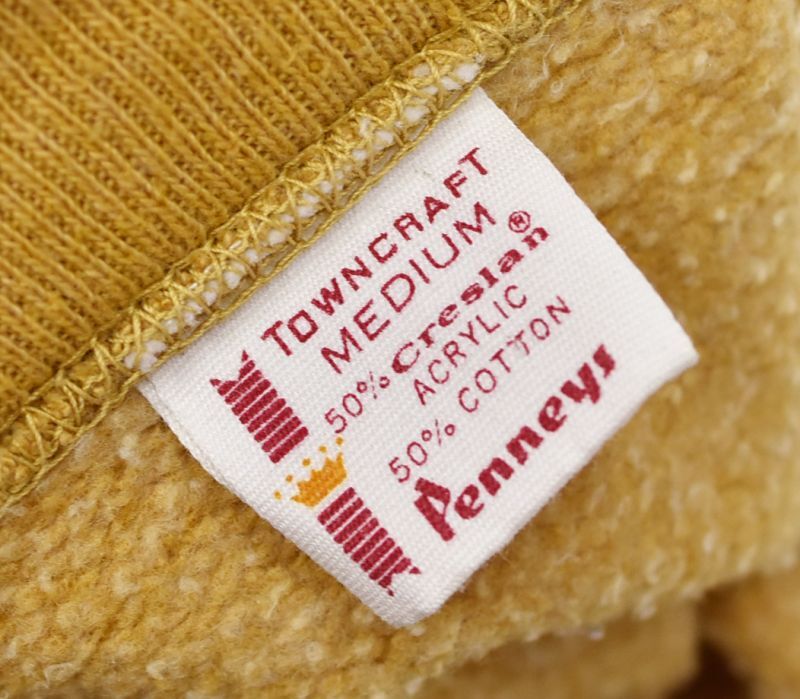 TOWNCRAFT
MEDIUM
50% Creslan®
ACRYLIC
50% COTTON
Penneys